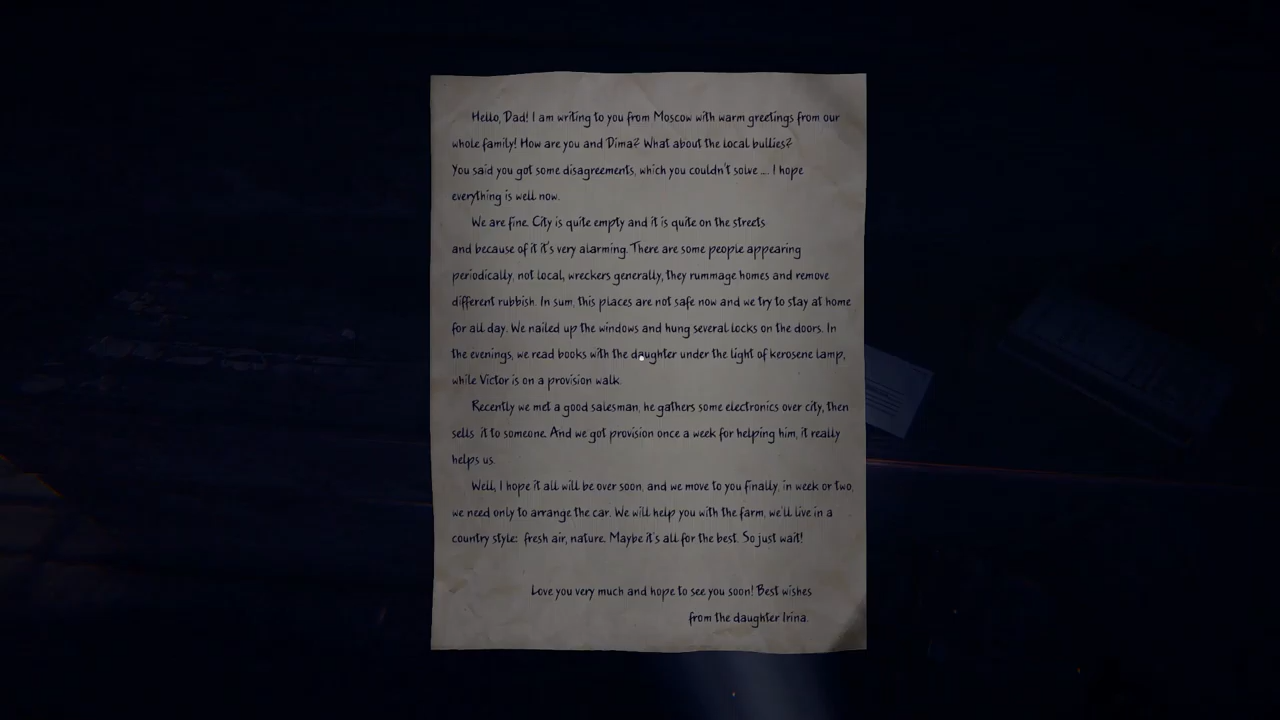 Hello, Dad! I am writing to you from Moscow with warm greetings from our
whole family! How are you and Dima? What about the local bullies?
You said you got some disagreements, which you couldn't solve .... I hope
everything is well now.
We are fine. City is quite empty and it is quite on the streets
and because of it it's very alarming. There are some people appearing
periodically, not local, wreckers generally, they rummage homes and remove
different rubbish. In sum, this places are not safe now and we try to stay at home
for all day. We nailed up the windows and hung several locks on the doors. In
the evenings, we read books with the daughter under the light of kerosene lamp,
while Victor is on a provision walk.
Recently we met a good salesman, he gathers some electronics over city, then
sells it to someone. And we got provision once a week for helping him, it really
helps us.
Well, I hope it all will be over soon, and we move to you finally, in week or two,
we need only to arrange the car. We will help you with the farm, we'll live in a
country style: fresh air, nature. Maybe it's all for the best. So just wait!
Love you very much and hope to see you soon! Best wishes
from the daughter Irina.